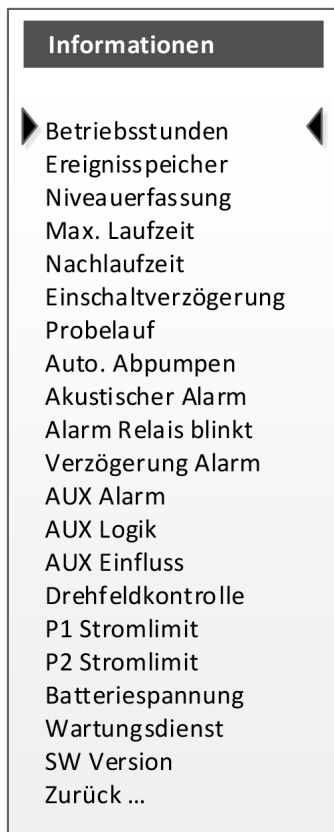 Informationen
Betriebsstunden
Ereignisspeicher
Niveauerfassung
Max. Laufzeit
Nachlaufzeit
Einschaltverzögerung
Probelauf
Auto. Abpumpen
Akustischer Alarm
Alarm Relais blinkt
Verzögerung Alarm
AUX Alarm
AUX Logik
AUX Einfluss
Drehfeldkontrolle
P1 Stromlimit
P2 Stromlimit
Batteriespannung
Wartungsdienst
SW Version
Zurück ...